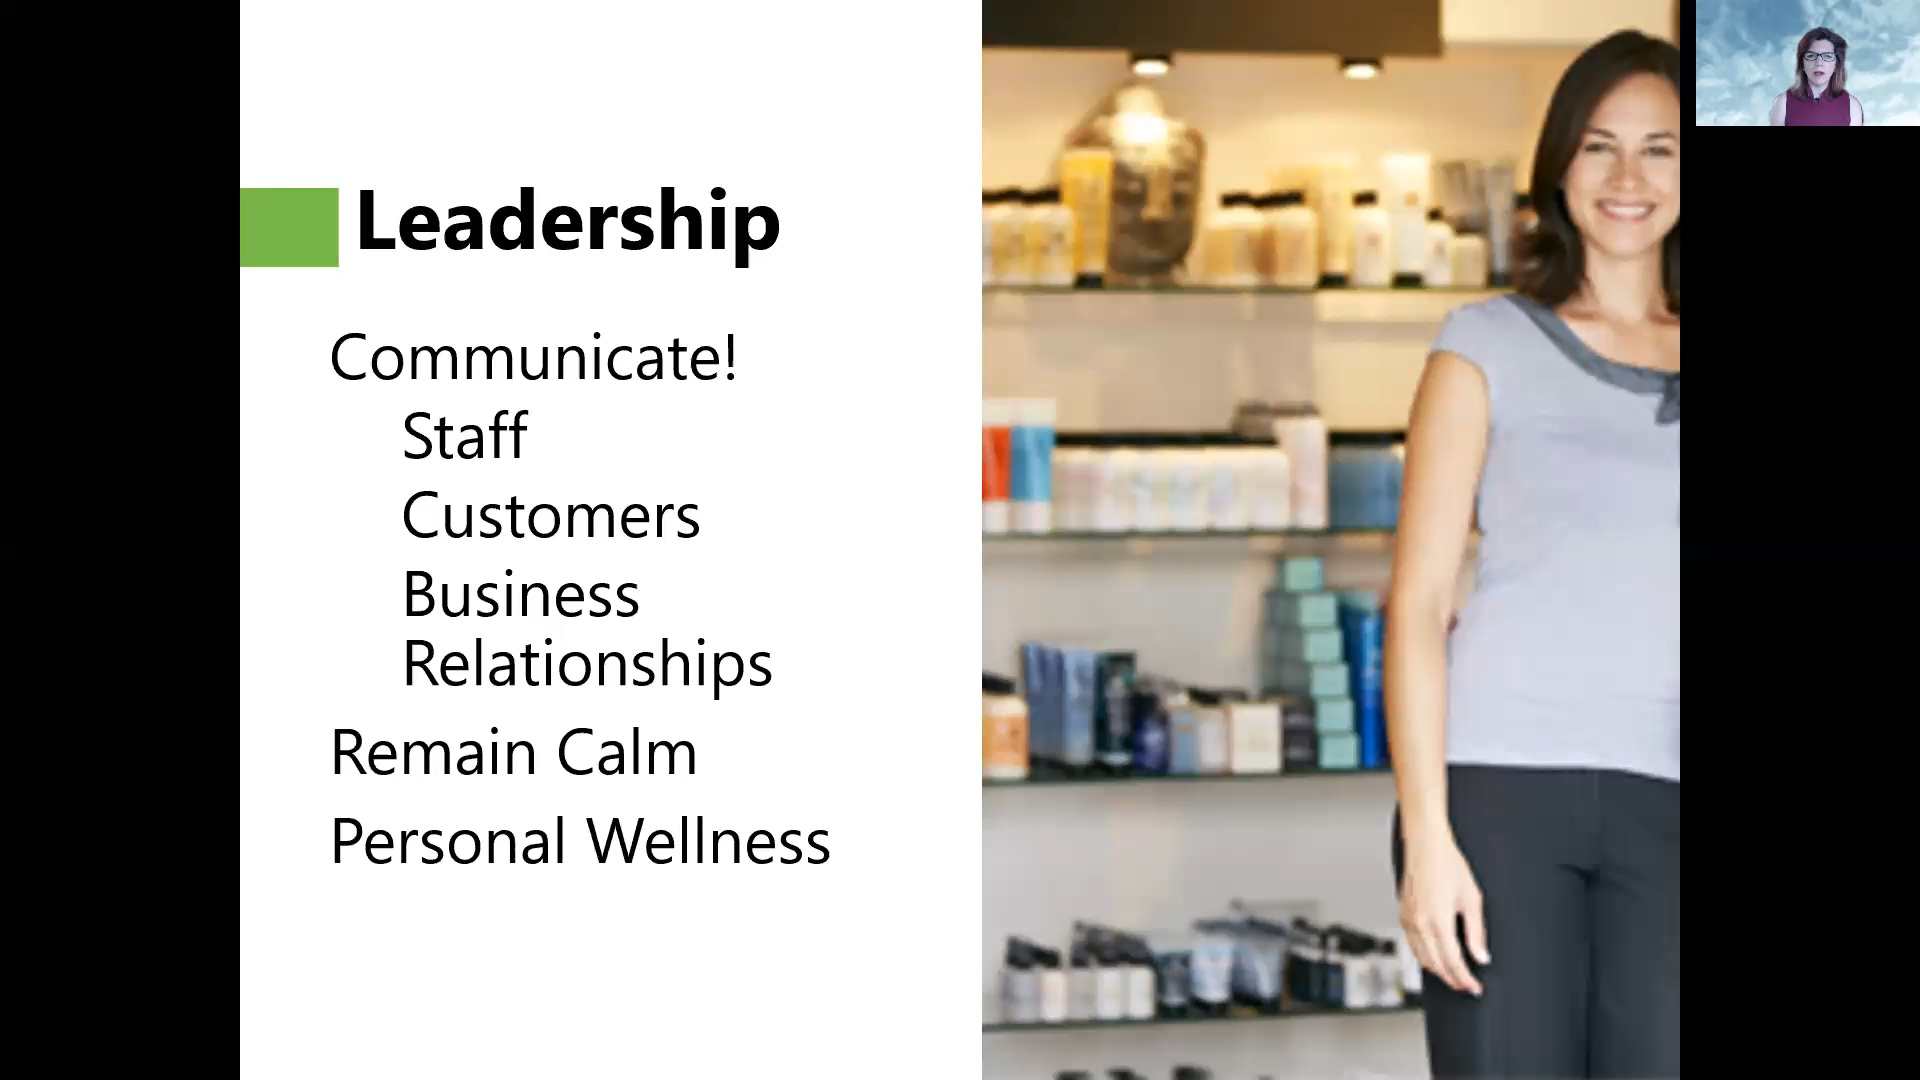 Leadership
Communicate!
Staff
Customers
Business
Relationships
Remain Calm
Personal Wellness